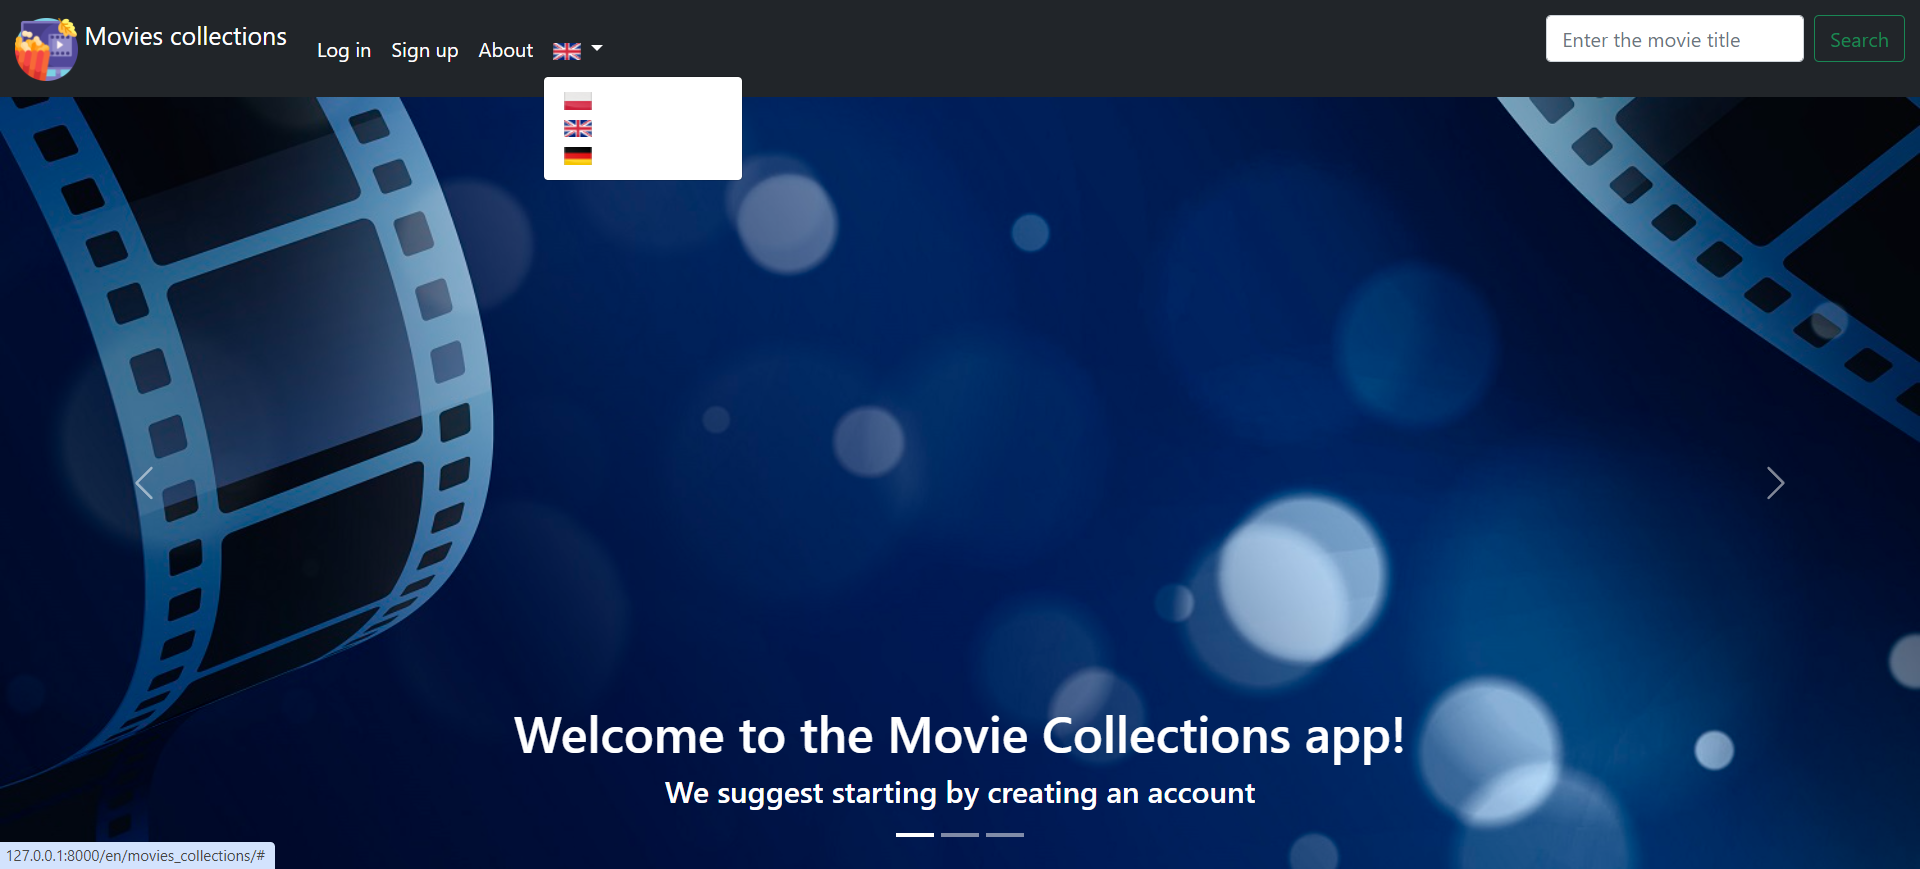 Movies collections
Log in
Sign up
About
Enter the movie title
Search
Welcome to the Movie Collections app!
We suggest starting by creating an account
127.0.0.1:8000/en/movies_collections/#